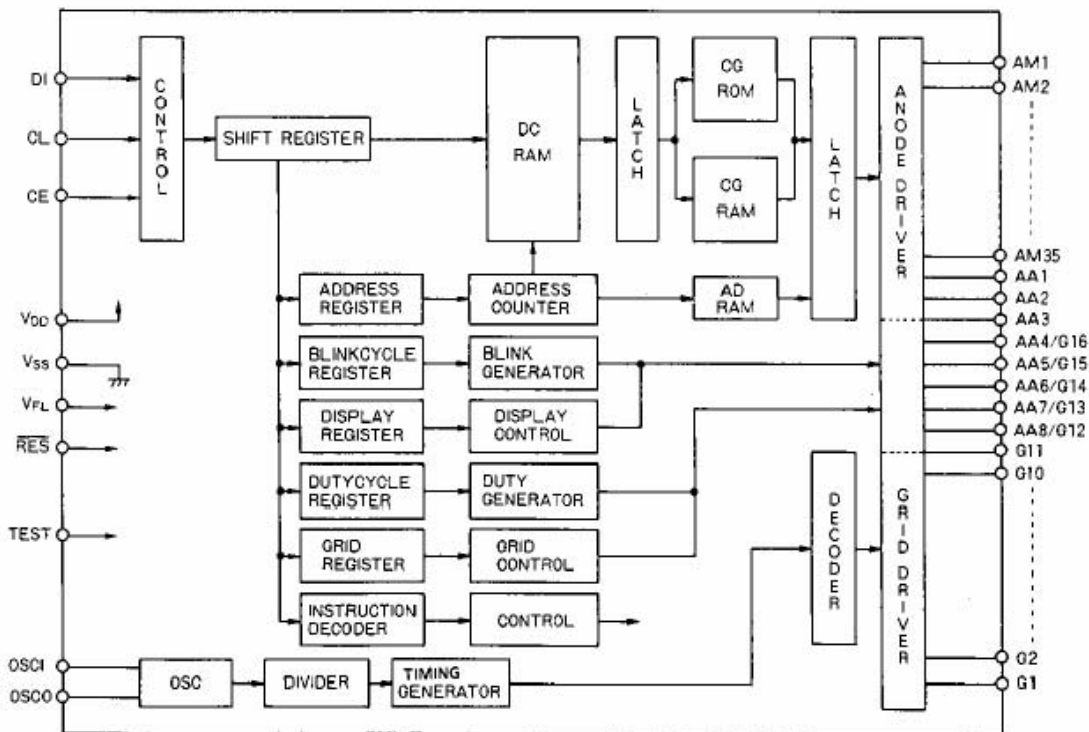 DI
CL
CE
VDD
VSS
VFL
RES
TEST
OSCI
OSCO
CONTROL
SHIFT REGISTER
DC
RAM
LATCH
CG
ROM
CG
RAM
LATCH
ANODE DRIVER
ADDRESS
REGISTER
ADDRESS
COUNTER
AD
RAM
BLINKCYCLE
REGISTER
BLINK
GENERATOR
DISPLAY
REGISTER
DISPLAY
CONTROL
DUTYCYCLE
REGISTER
DUTY
GENERATOR
GRID
REGISTER
GRID
CONTROL
INSTRUCTION
DECODER
CONTROL
OSC
DIVIDER
TIMING
GENERATOR
DECODER
GRID DRIVER
AM1
AM2
AM35
AA1
AA2
AA3
AA4/G16
AA5/G15
AA6/G14
AA7/G13
AA8/G12
G11
G10
G2
G1